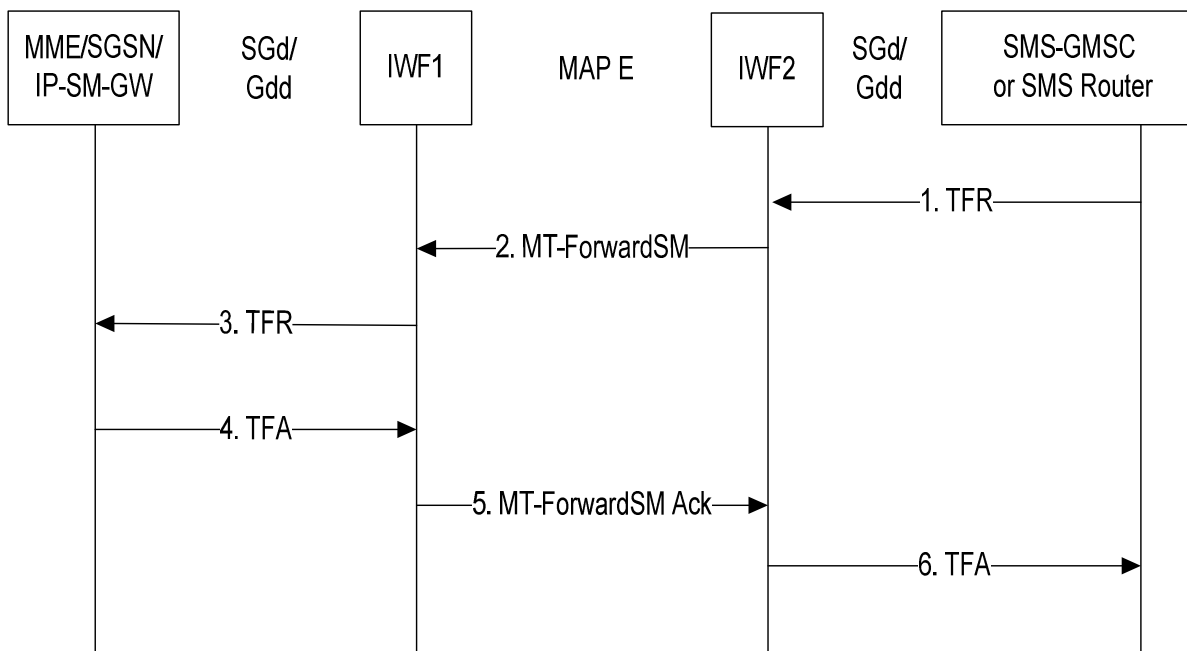 MME/SGSN/
IP-SM-GW
SGd/
Gdd
IWF1
MAP E
IWF2
SGd/
Gdd
SMS-GMSC
or SMS Router
1. TFR
2. MT-ForwardSM
3. TFR
4. TFA
5. MT-ForwardSM Ack
6. TFA